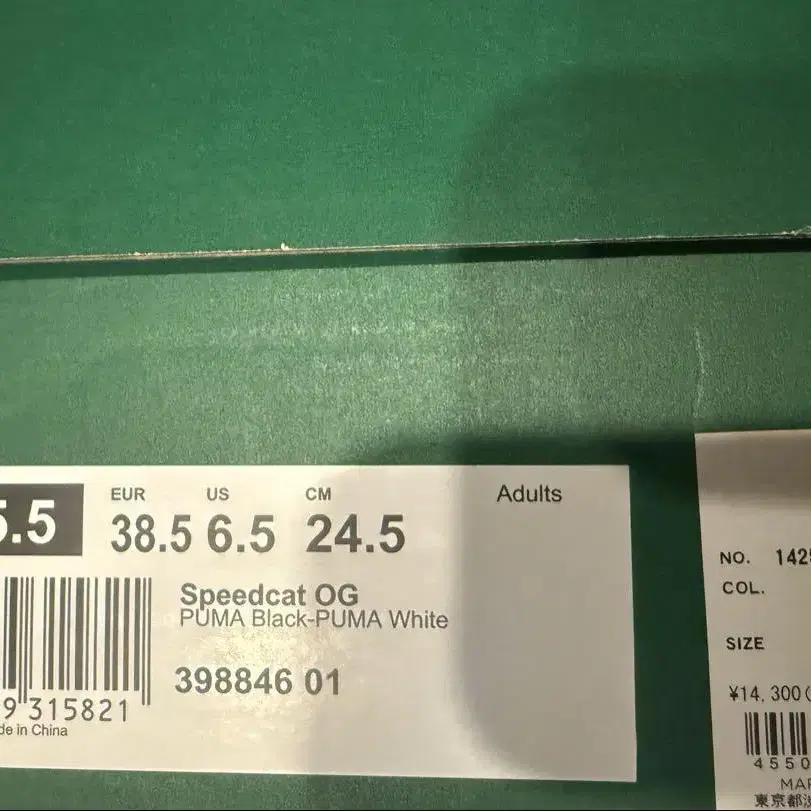 5.5
EUR US CM Adults
38.5 6.5 24.5
Speedcat OG
PUMA Black-PUMA White
398846 01
9 315821
de in China
NO. 142
COL.
SIZE
¥14,300(
4550
MAR
東京都